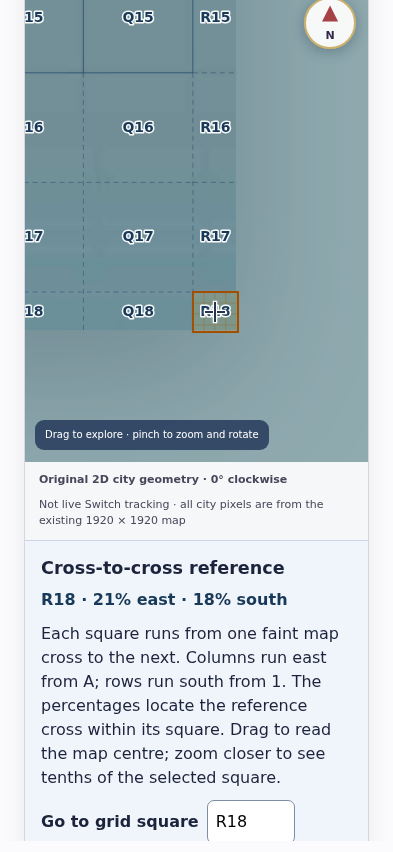 15 Q15 R15
N
16 Q16 R16
17 Q17 R17
18 Q18
Drag to explore · pinch to zoom and rotate
Original 2D city geometry · 0° clockwise
Not live Switch tracking · all city pixels are from the
existing 1920 × 1920 map
Cross-to-cross reference
R18 · 21% east · 18% south
Each square runs from one faint map
cross to the next. Columns run east
from A; rows run south from 1. The
percentages locate the reference
cross within its square. Drag to read
the map centre; zoom closer to see
tenths of the selected square.
Go to grid square R18